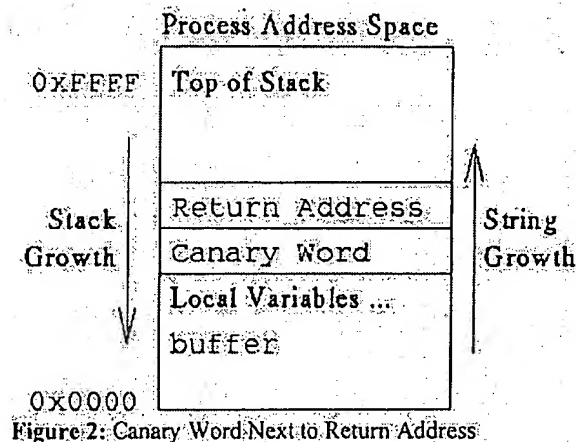 Process Address Space
0xFFFF
Top of Stack
Stack
Growth
Return Address
Canary Word
String
Growth
Local Variables ...
buffer
0x0000
Figure 2: Canary Word Next to Return Address